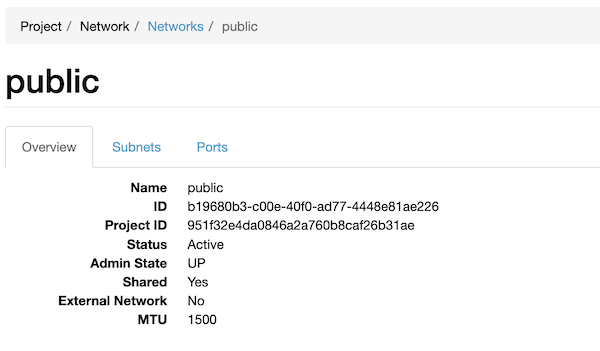 Project / Network / Networks / public
public
Overview Subnets Ports
Name public
ID b19680b3-c00e-40f0-ad77-4448e81ae226
Project ID 951f32e4da0846a2a760b8caf26b31ae
Status Active
Admin State UP
Shared Yes
External Network No
MTU 1500